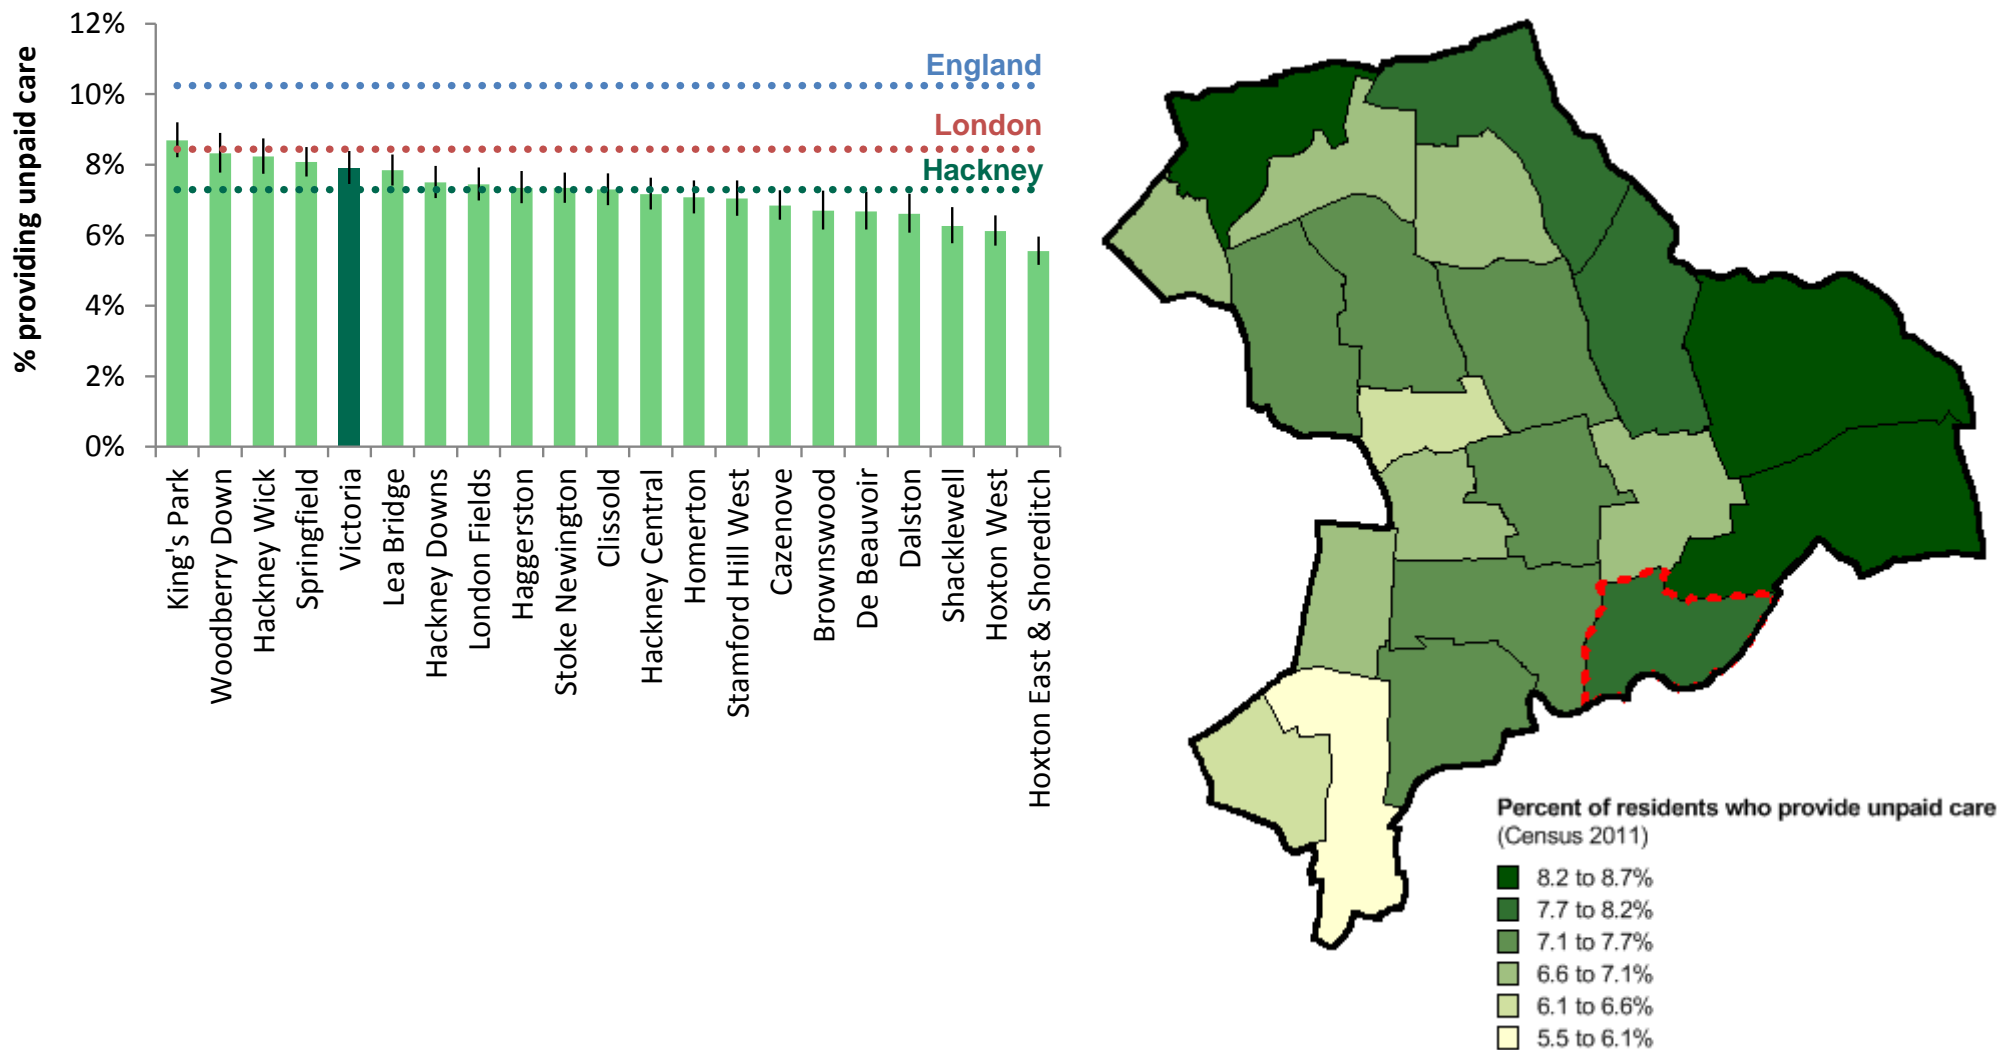 % providing unpaid care
12%
10%
8%
6%
4%
2%
0%
England
London
Hackney
King's Park
Woodberry Down
Hackney Wick
Springfield
Victoria
Lea Bridge
Hackney Downs
London Fields
Haggerston
Stoke Newington
Clissold
Hackney Central
Homerton
Stamford Hill West
Cazenove
Brownswood
De Beauvoir
Dalston
Shacklewell
Hoxton West
Hoxton East & Shoreditch
Percent of residents who provide unpaid care
(Census 2011)
8.2 to 8.7%
7.7 to 8.2%
7.1 to 7.7%
6.6 to 7.1%
6.1 to 6.6%
5.5 to 6.1%